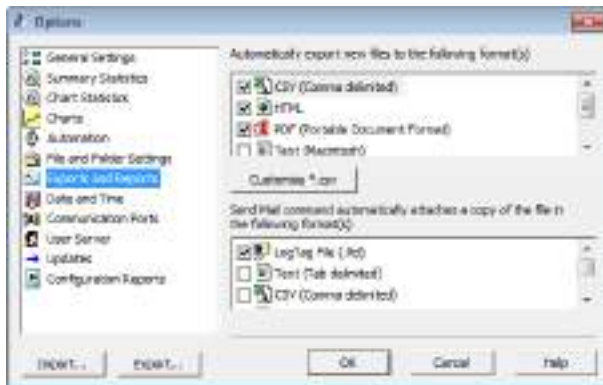 Options
General Settings
Summary Statistics
Chart Statistics
Charts
Automation
File and Folder Settings
Exports and Reports
Date and Time
Communication Ports
User Server
Updates
Configuration Reports
Automatically export new files to the following format(s)
CSV (Comma delimited)
HTML
PDF (Portable Document Format)
Text (Macintosh)
Customise *.csv
Send Mail command automatically attaches a copy of the file in
the following format(s)
LogTag File (.ltd)
Text (Tab delimited)
CSV (Comma delimited)
Import...
Export...
OK
Cancel
Help